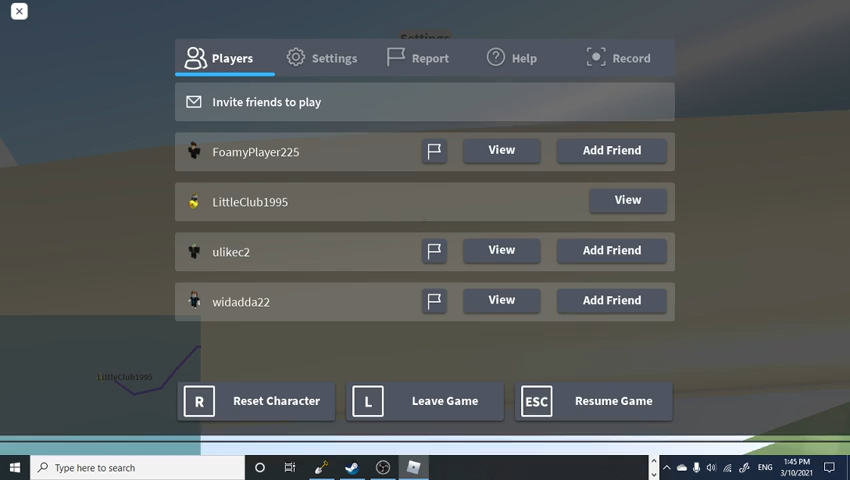 Settings
Players
Settings
Report
Help
Record
Invite friends to play
FoamyPlayer225
View
Add Friend
LittleClub1995
View
ulikec2
View
Add Friend
widadda22
View
Add Friend
LittleClub1995
R
Reset Character
L
Leave Game
ESC
Resume Game
Type here to search
ENG
1:45 PM
3/10/2021